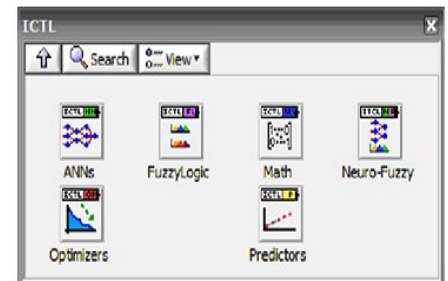 ICTL
Search View
ANNs FuzzyLogic Math Neuro-Fuzzy
Optimizers Predictors